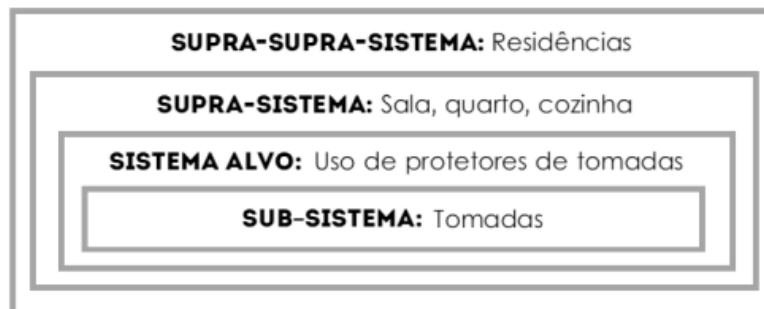 SUPRA-SUPRA-SISTEMA: Residências
SUPRA-SISTEMA: Sala, quarto, cozinha
SISTEMA ALVO: Uso de protetores de tomadas
SUB-SISTEMA: Tomadas